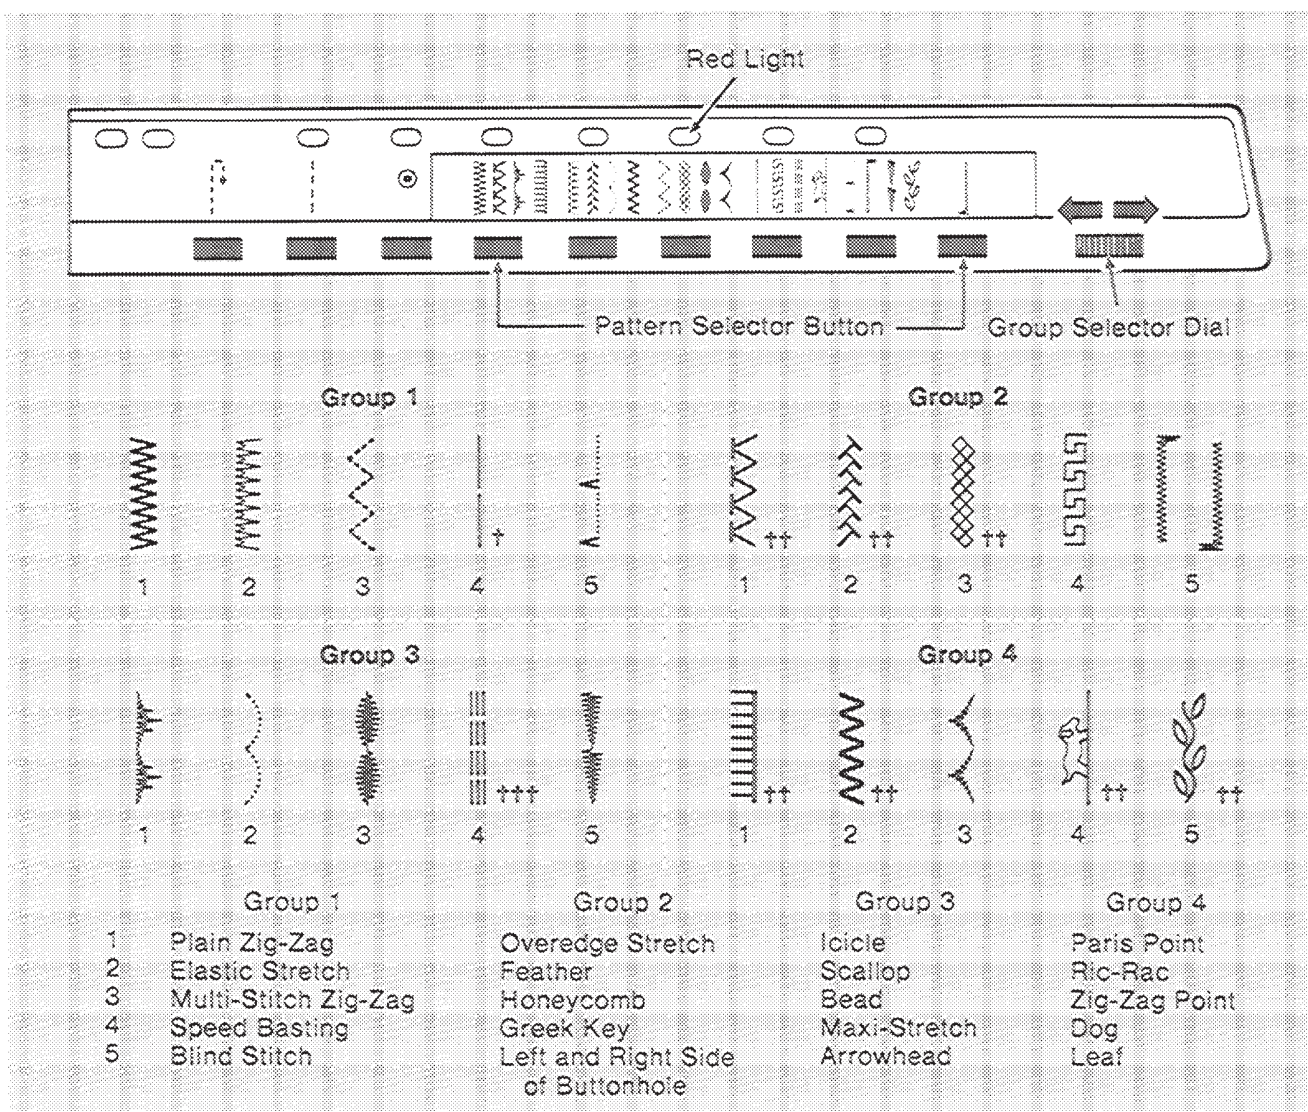 Red Light
Pattern Selector Button
Group Selector Dial
Group 1
Group 2
†
††
††
††
1 2 3 4 5
1 2 3 4 5
Group 3
Group 4
†††
††
††
††
††
1 2 3 4 5
1 2 3 4 5
Group 1 Group 2 Group 3 Group 4
1 Plain Zig-Zag Overedge Stretch Icicle Paris Point
2 Elastic Stretch Feather Scallop Ric-Rac
3 Multi-Stitch Zig-Zag Honeycomb Bead Zig-Zag Point
4 Speed Basting Greek Key Maxi-Stretch Dog
5 Blind Stitch Left and Right Side Arrowhead Leaf
of Buttonhole